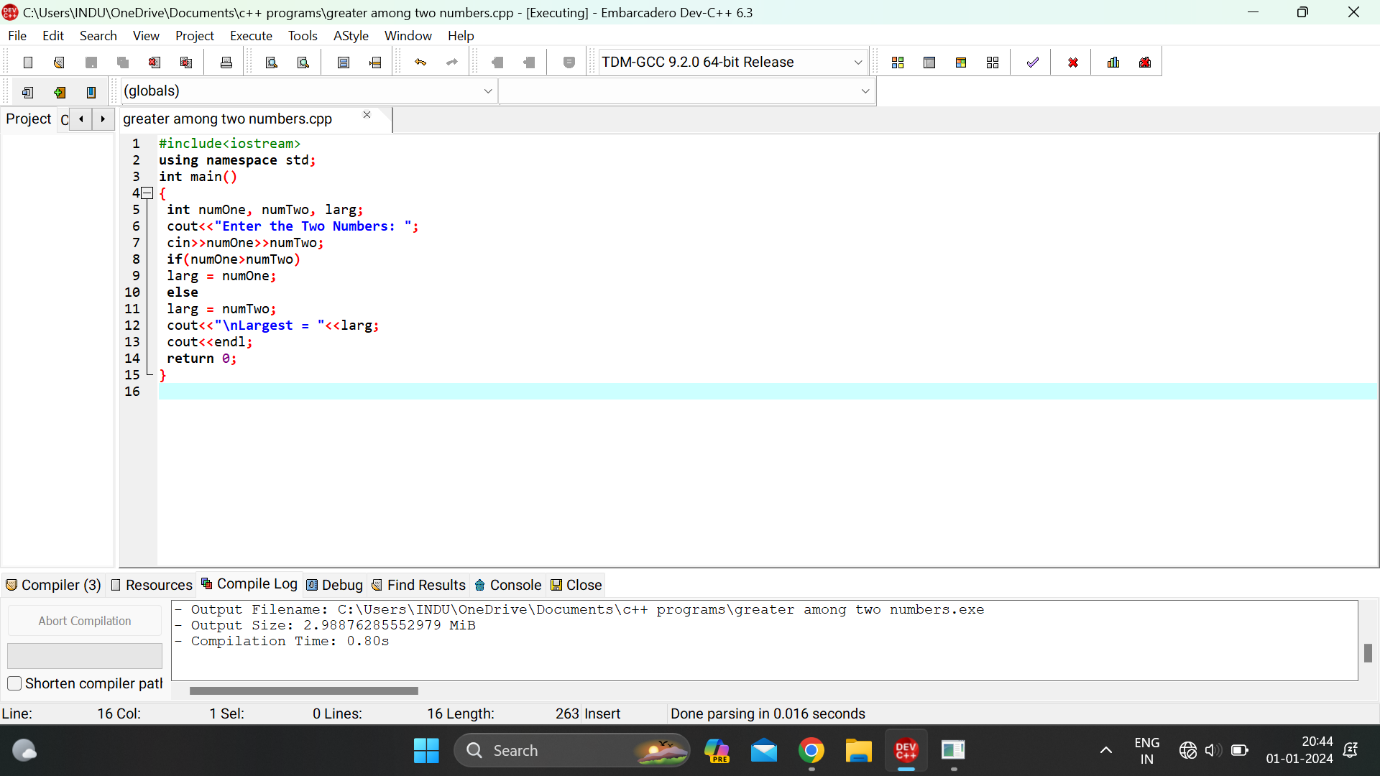 C:\Users\INDU\OneDrive\Documents\c++ programs\greater among two numbers.cpp - [Executing] - Embarcadero Dev-C++ 6.3
File Edit Search View Project Execute Tools AStyle Window Help
TDM-GCC 9.2.0 64-bit Release
(globals)
Project C greater among two numbers.cpp
1 #include<iostream>
2 using namespace std;
3 int main()
4 {
5 int numOne, numTwo, larg;
6 cout<<"Enter the Two Numbers: ";
7 cin>>numOne>>numTwo;
8 if(numOne>numTwo)
9 larg = numOne;
10 else
11 larg = numTwo;
12 cout<<"\nLargest = "<<larg;
13 cout<<endl;
14 return 0;
15 }
16
Compiler (3) Resources Compile Log Debug Find Results Console Close
Abort Compilation
- Output Filename: C:\Users\INDU\OneDrive\Documents\c++ programs\greater among two numbers.exe
- Output Size: 2.98876285552979 MiB
- Compilation Time: 0.80s
Shorten compiler patl
Line: 16 Col: 1 Sel: 0 Lines: 16 Length: 263 Insert Done parsing in 0.016 seconds
Search
PRE
DEV C++
ENG
IN
20:44
01-01-2024